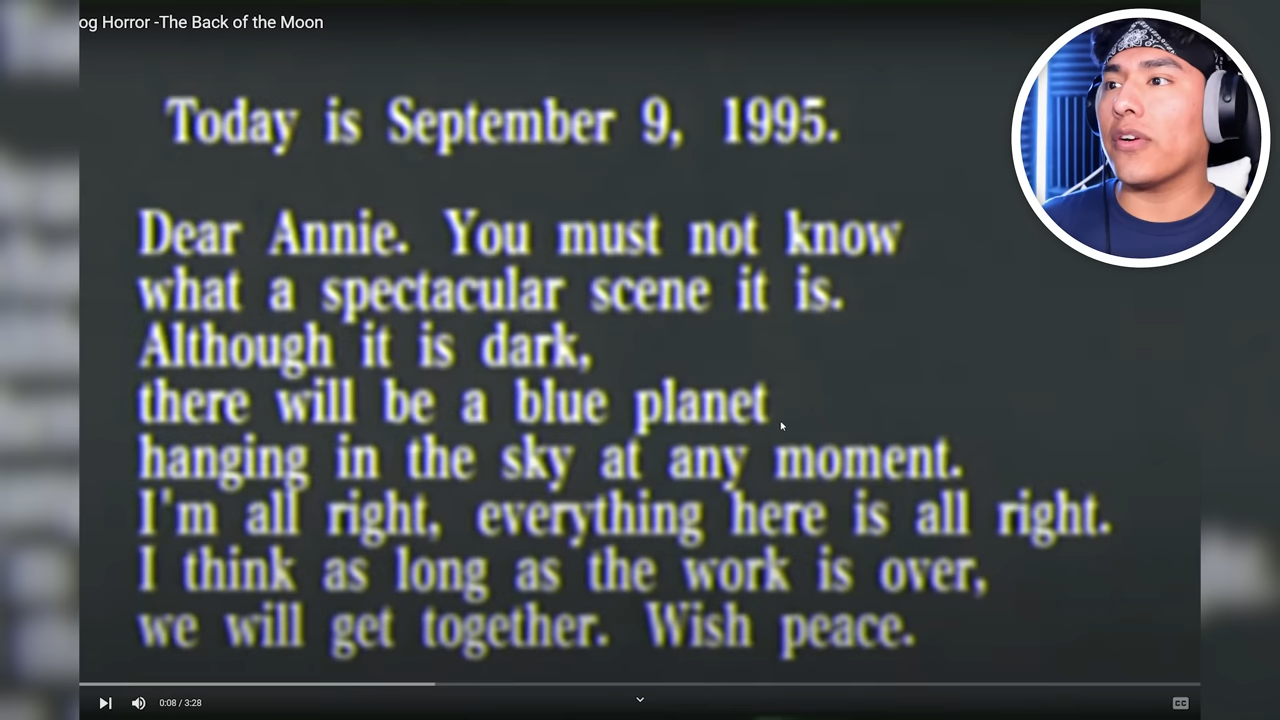 og Horror -The Back of the Moon
Today is September 9, 1995.
Dear Annie. You must not know
what a spectacular scene it is.
Although it is dark,
there will be a blue planet
hanging in the sky at any moment.
I'm all right, everything here is all right.
I think as long as the work is over,
we will get together. Wish peace.
0:08 / 3:28
CC